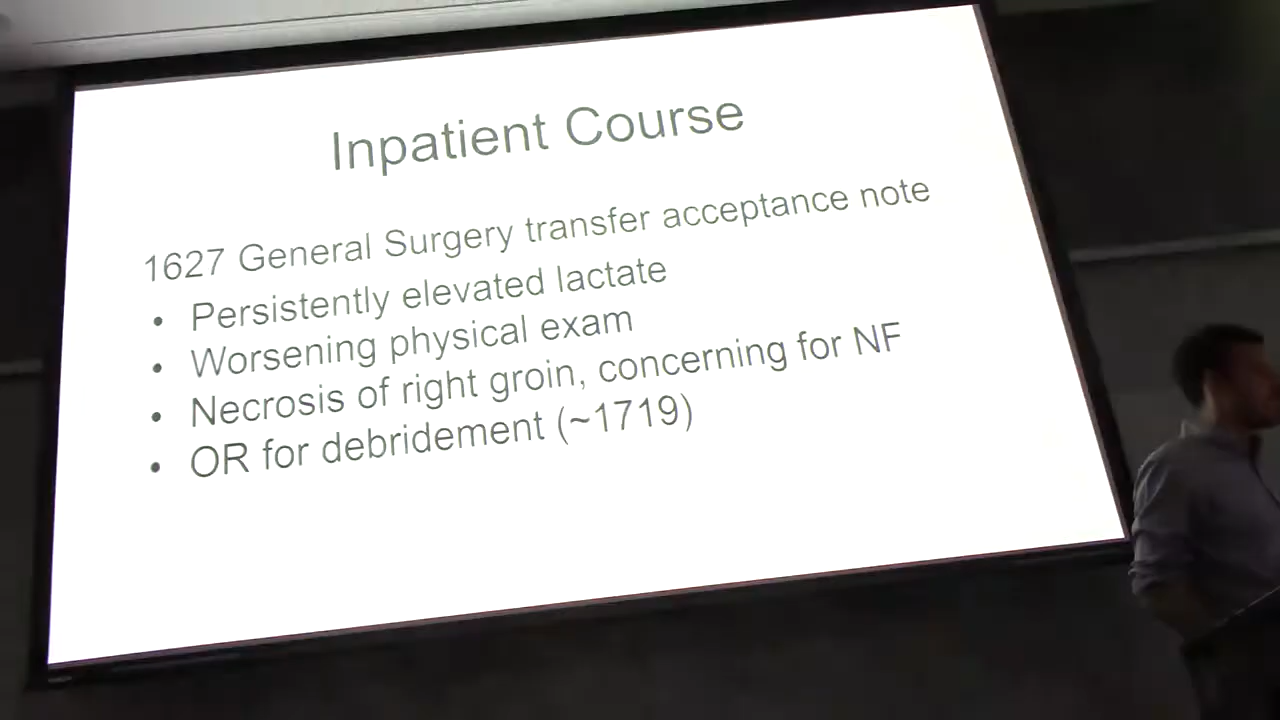 Inpatient Course
1627 General Surgery transfer acceptance note
• Persistently elevated lactate
• Worsening physical exam
• Necrosis of right groin, concerning for NF
• OR for debridement (~1719)